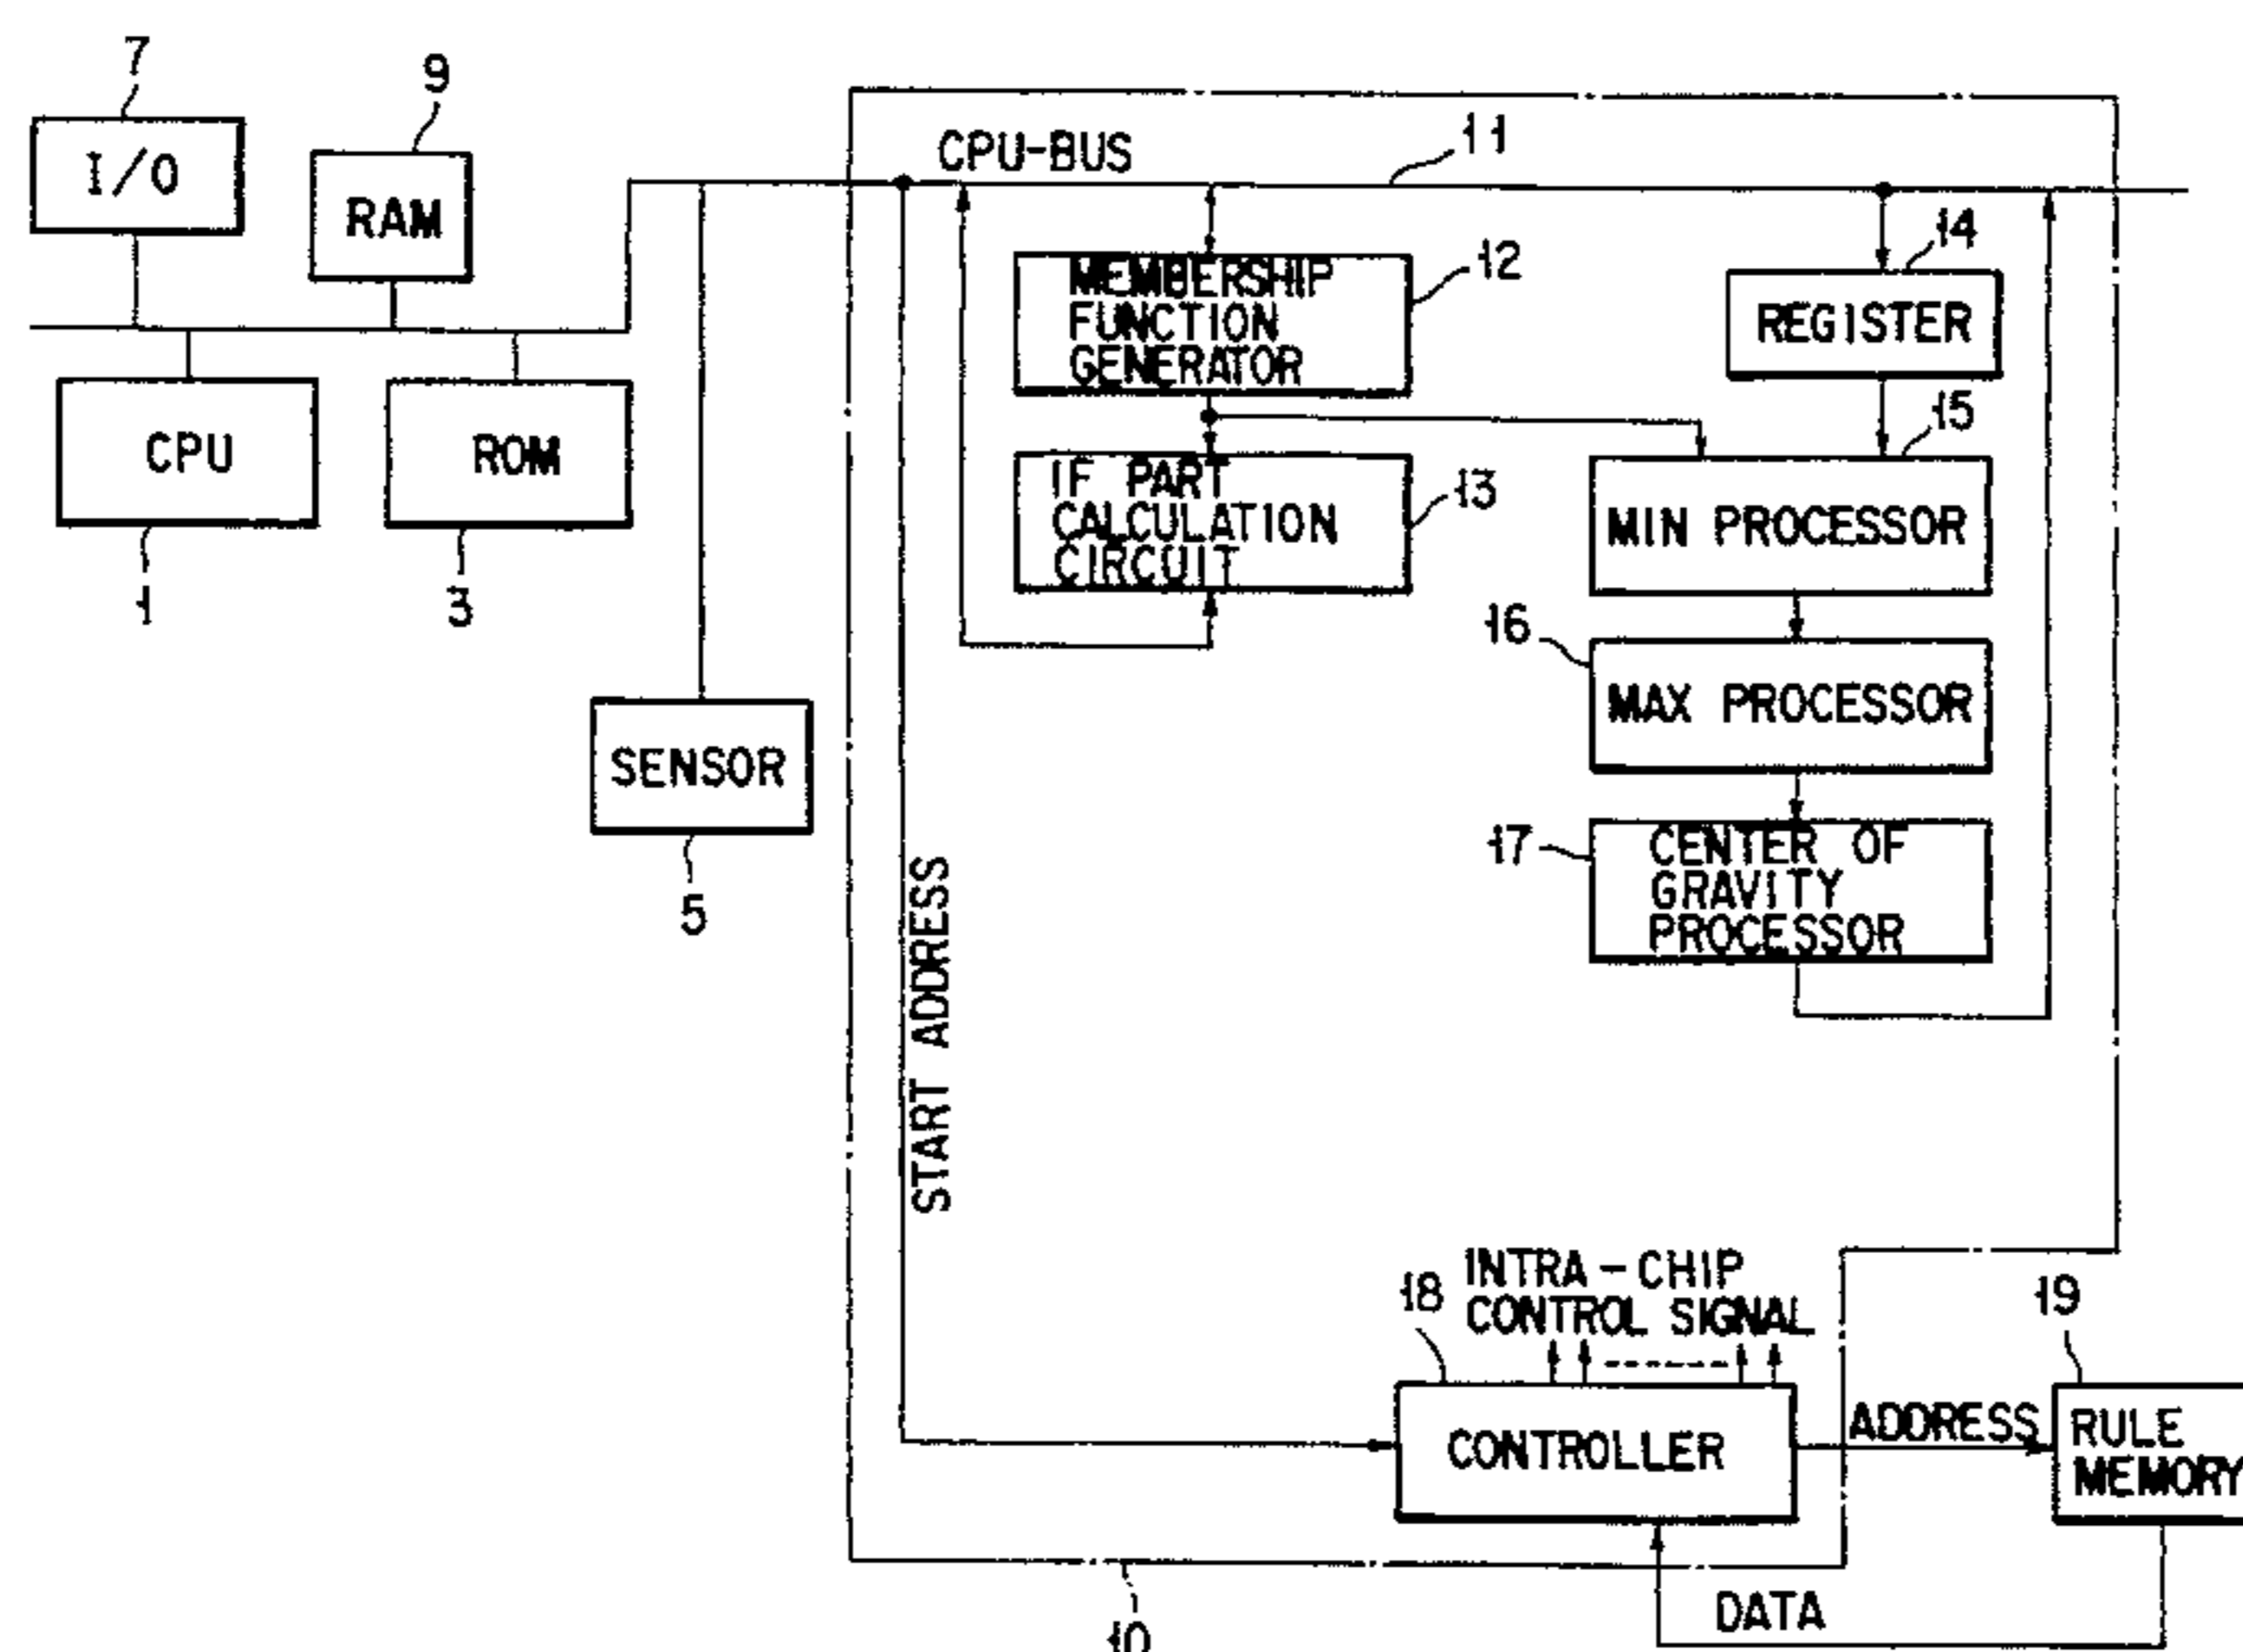 7
9
I/O
RAM
CPU
ROM
1
3
SENSOR
5
CPU-BUS
11
MEMBERSHIP
FUNCTION
GENERATOR
12
IF PART
CALCULATION
CIRCUIT
13
14
REGISTER
15
MIN PROCESSOR
16
MAX PROCESSOR
17
CENTER OF
GRAVITY
PROCESSOR
START ADDRESS
INTRA-CHIP
CONTROL SIGNAL
18
CONTROLLER
ADDRESS
19
RULE
MEMORY
DATA
10